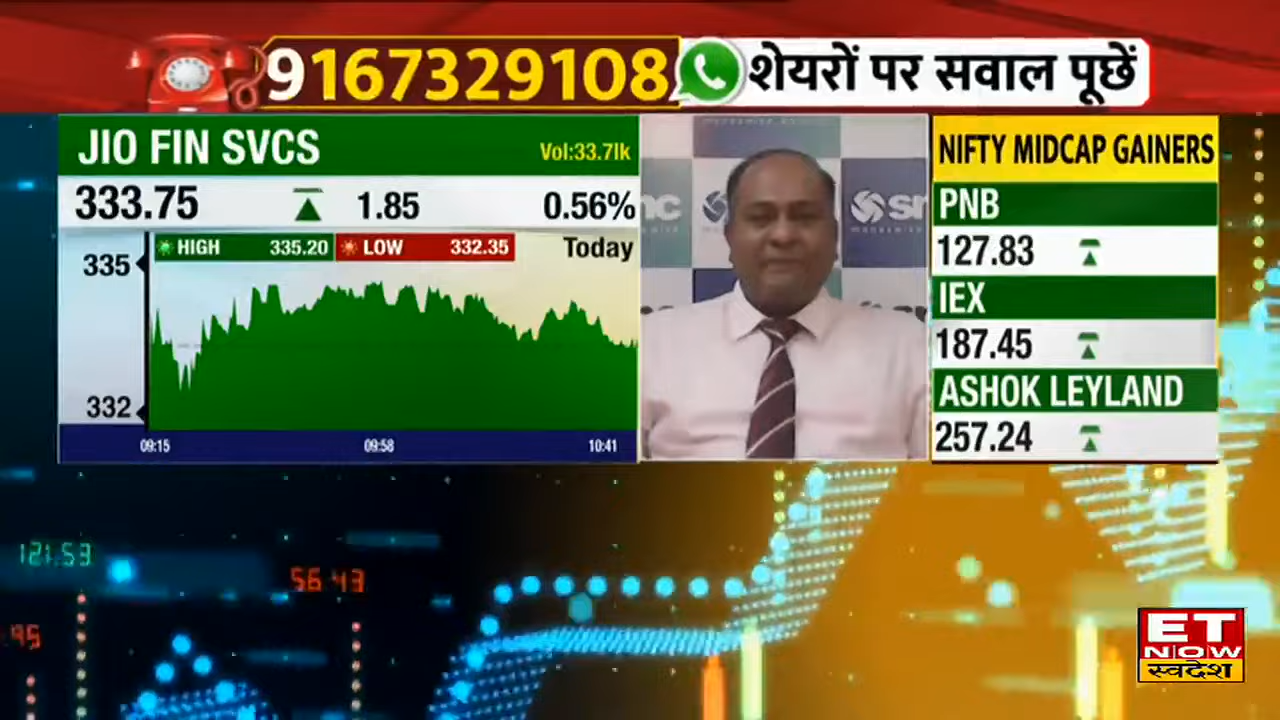 9167329108 शेयरों पर सवाल पूछें
JIO FIN SVCS Vol:33.7lk
333.75 1.85 0.56%
HIGH 335.20 LOW 332.35 Today
335
332
09:15 09:58 10:41
snc
NIFTY MIDCAP GAINERS
PNB
127.83
IEX
187.45
ASHOK LEYLAND
257.24
121.53
56.43
ET
NOW
स्वदेश